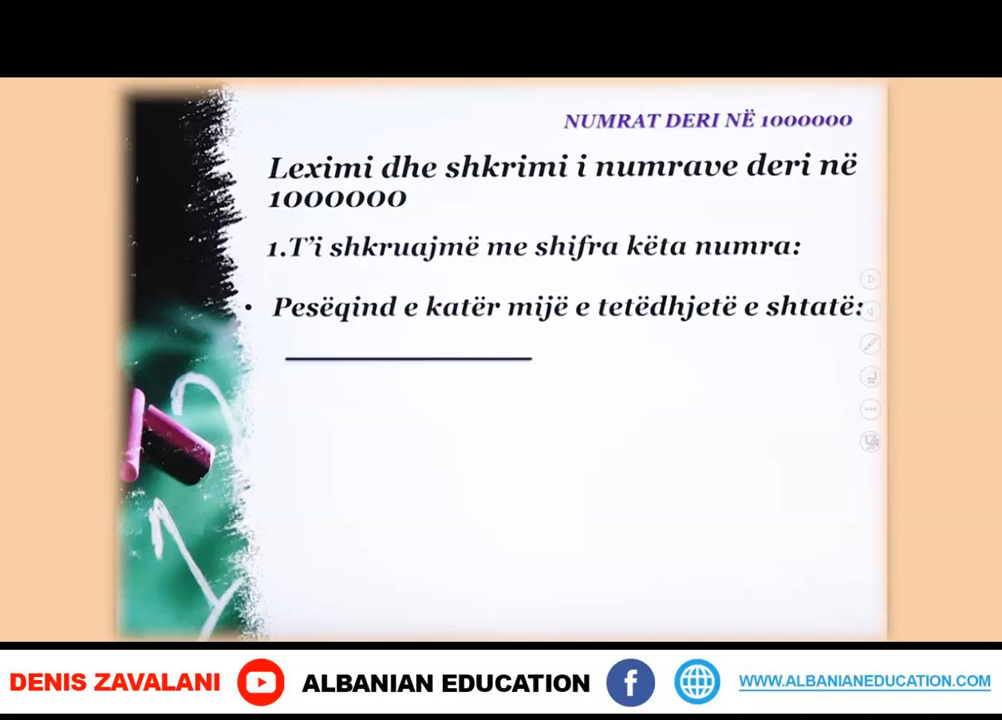 NUMRAT DERI NË 1000000
Leximi dhe shkrimi i numrave deri në
1000000
1.T'i shkruajmë me shifra këta numra:
• Pesëqind e katër mijë e tetëdhjetë e shtatë:
DENIS ZAVALANI ALBANIAN EDUCATION f WWW.ALBANIANEDUCATION.COM